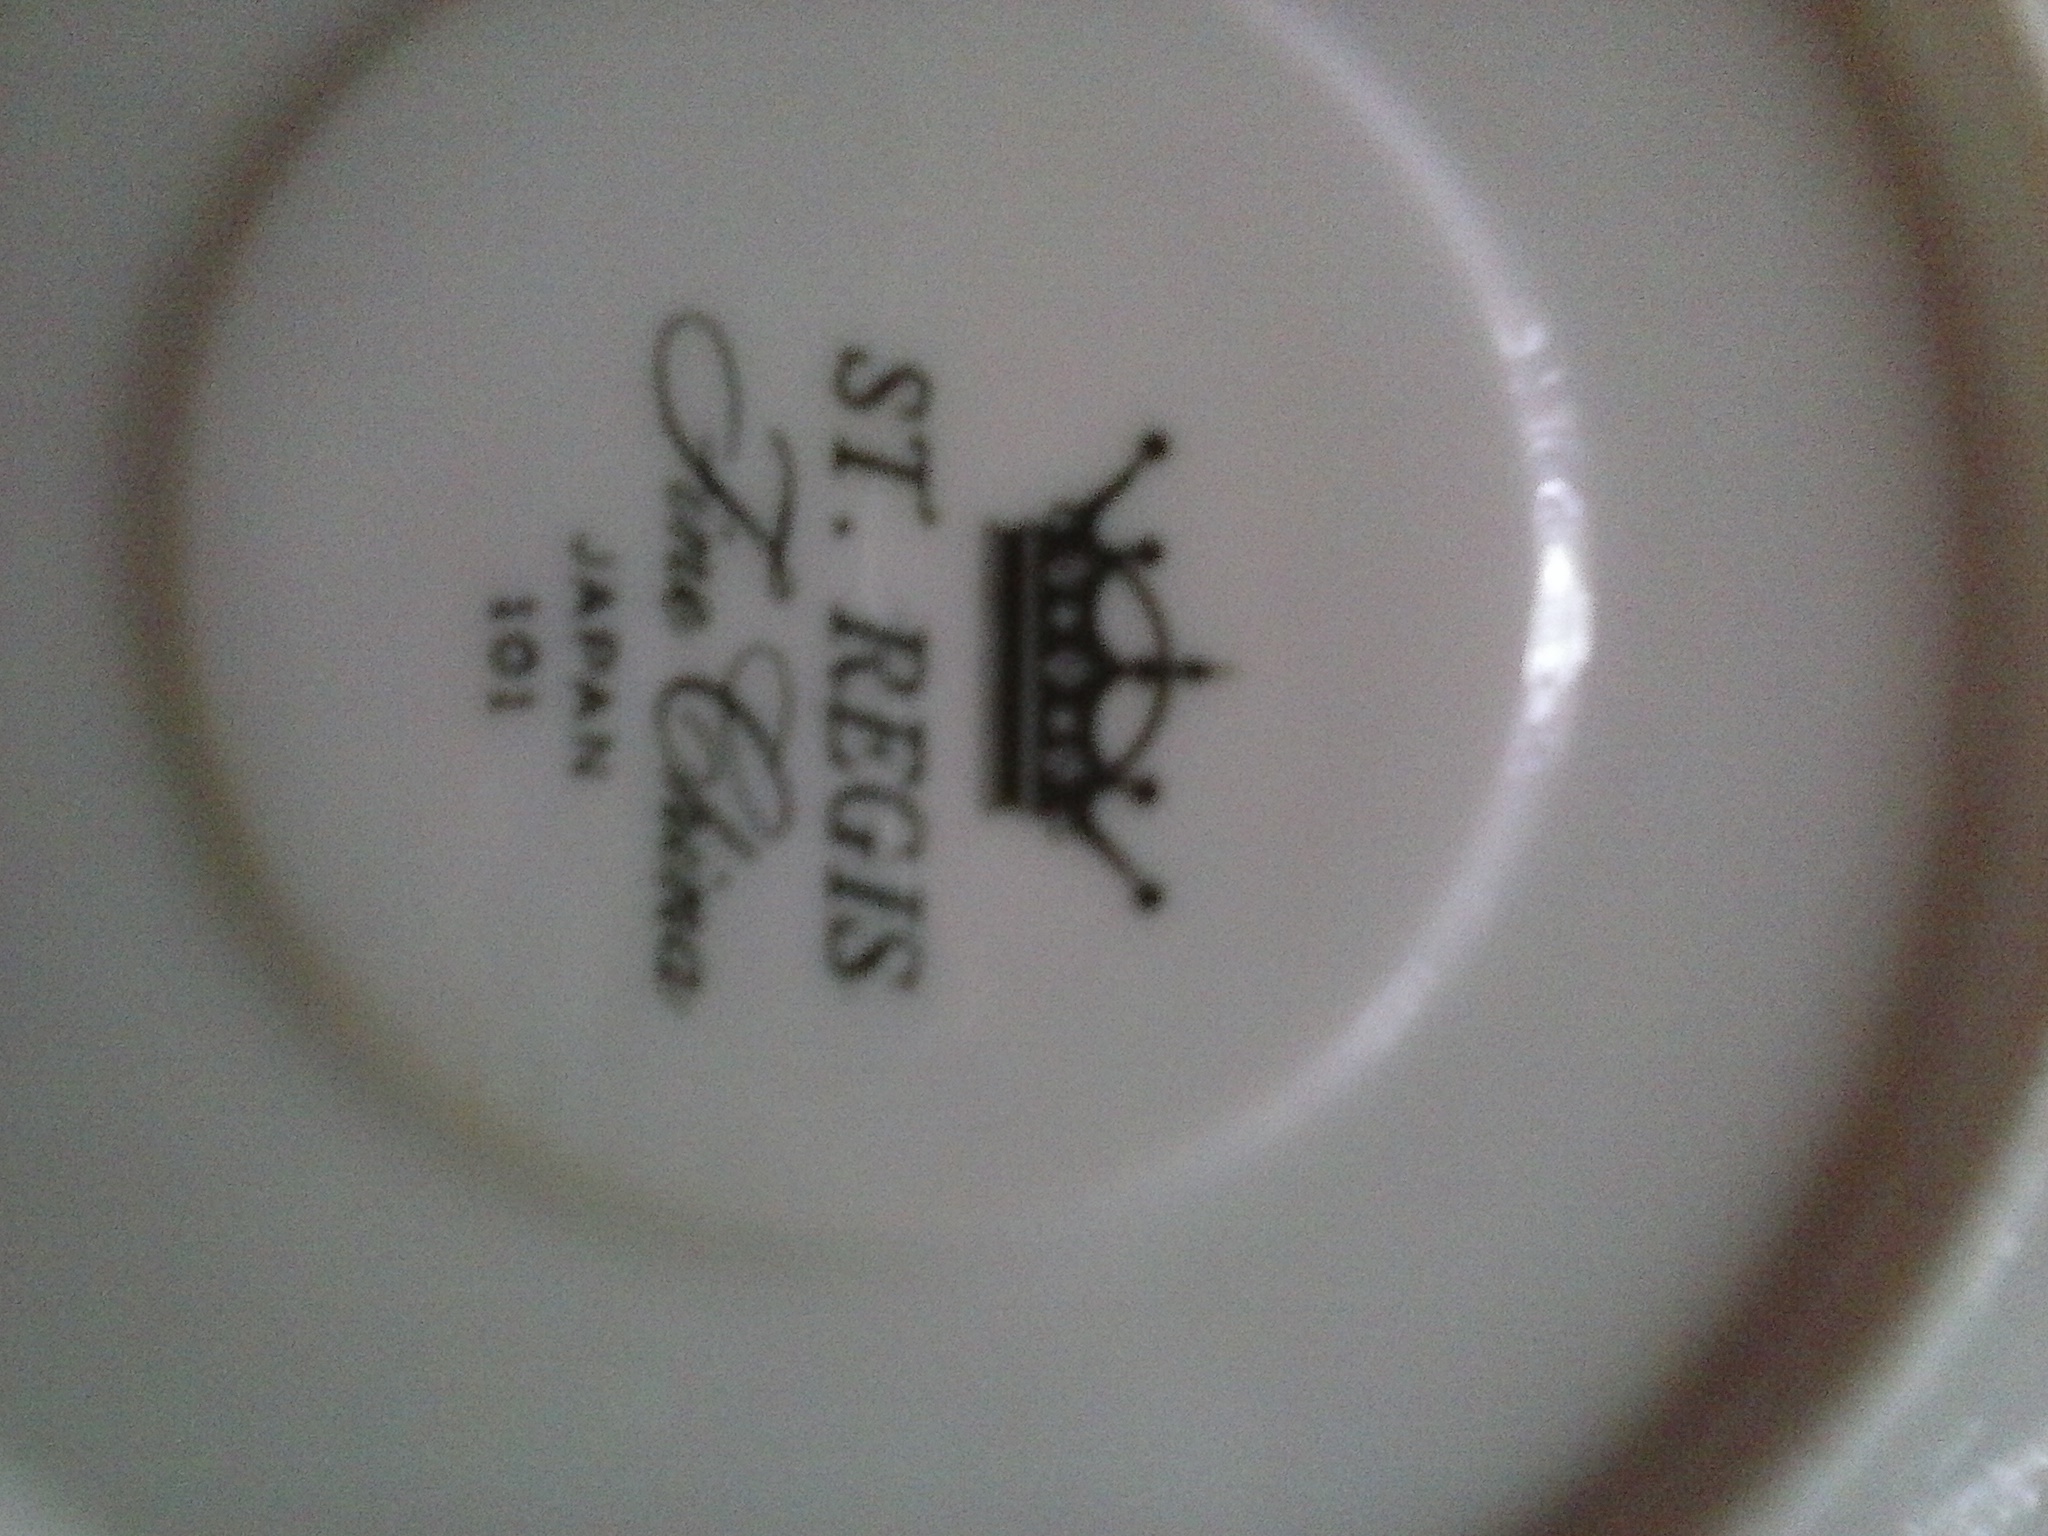 ST. REGIS
Fine China
JAPAN
101